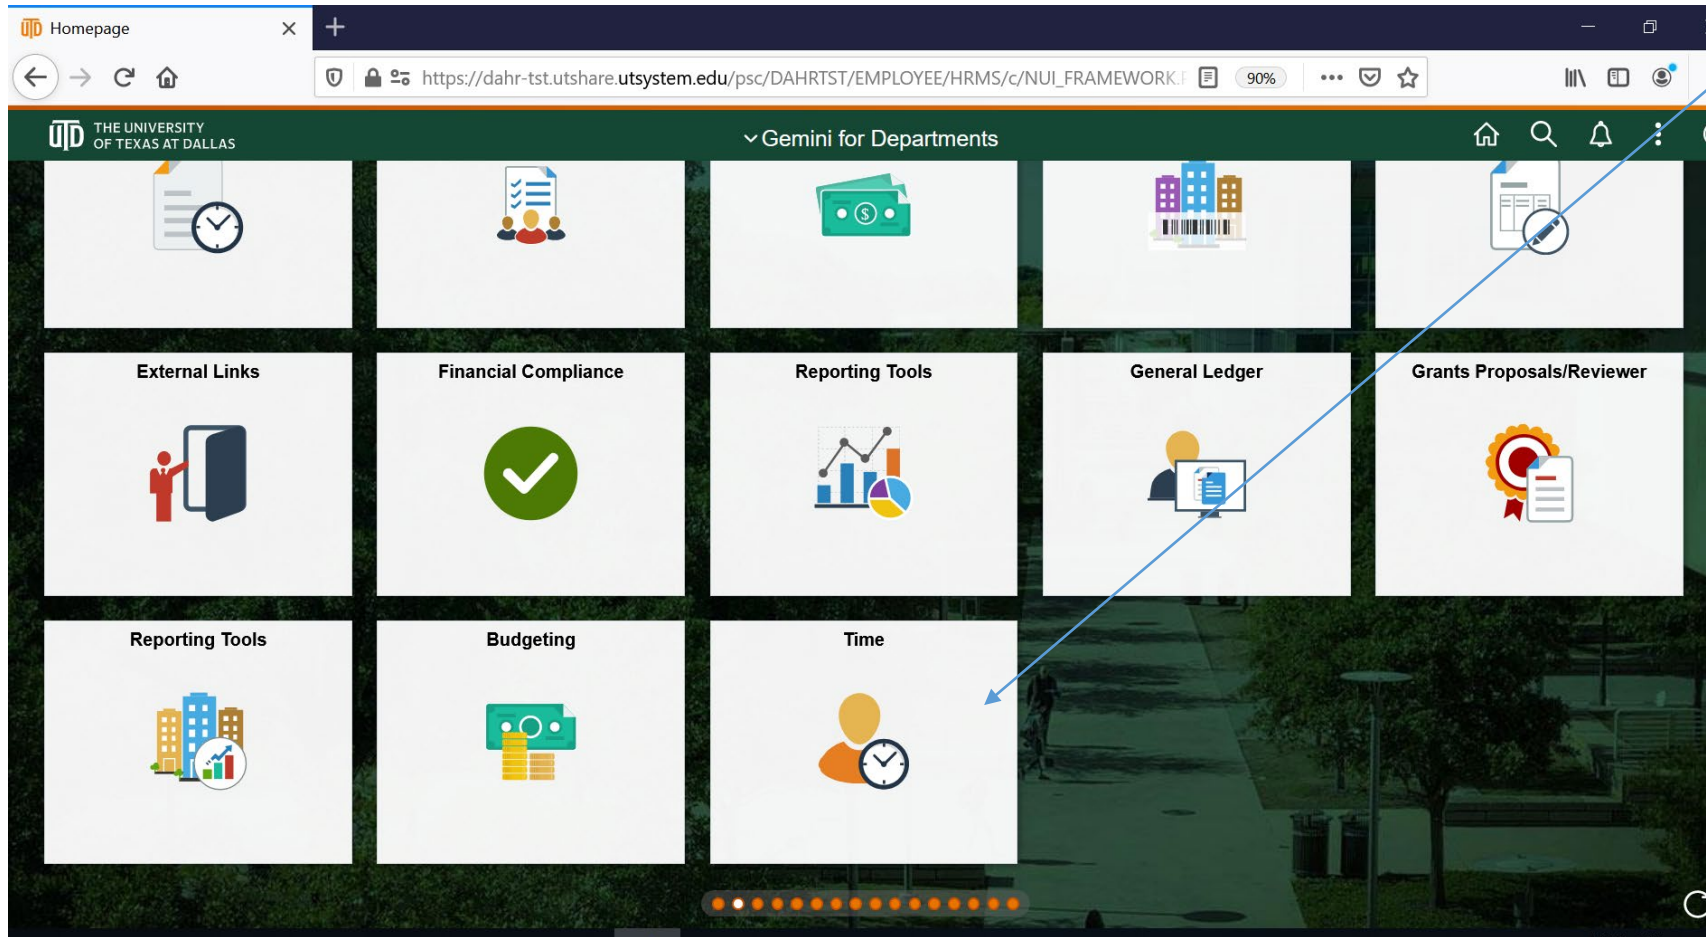 Homepage
https://dahr-tst.utshare.utsystem.edu/psc/DAHRTST/EMPLOYEE/HRMS/c/NUI_FRAMEWORK.
90%
UTD THE UNIVERSITY
OF TEXAS AT DALLAS
Gemini for Departments
External Links
Financial Compliance
Reporting Tools
General Ledger
Grants Proposals/Reviewer
Reporting Tools
Budgeting
Time